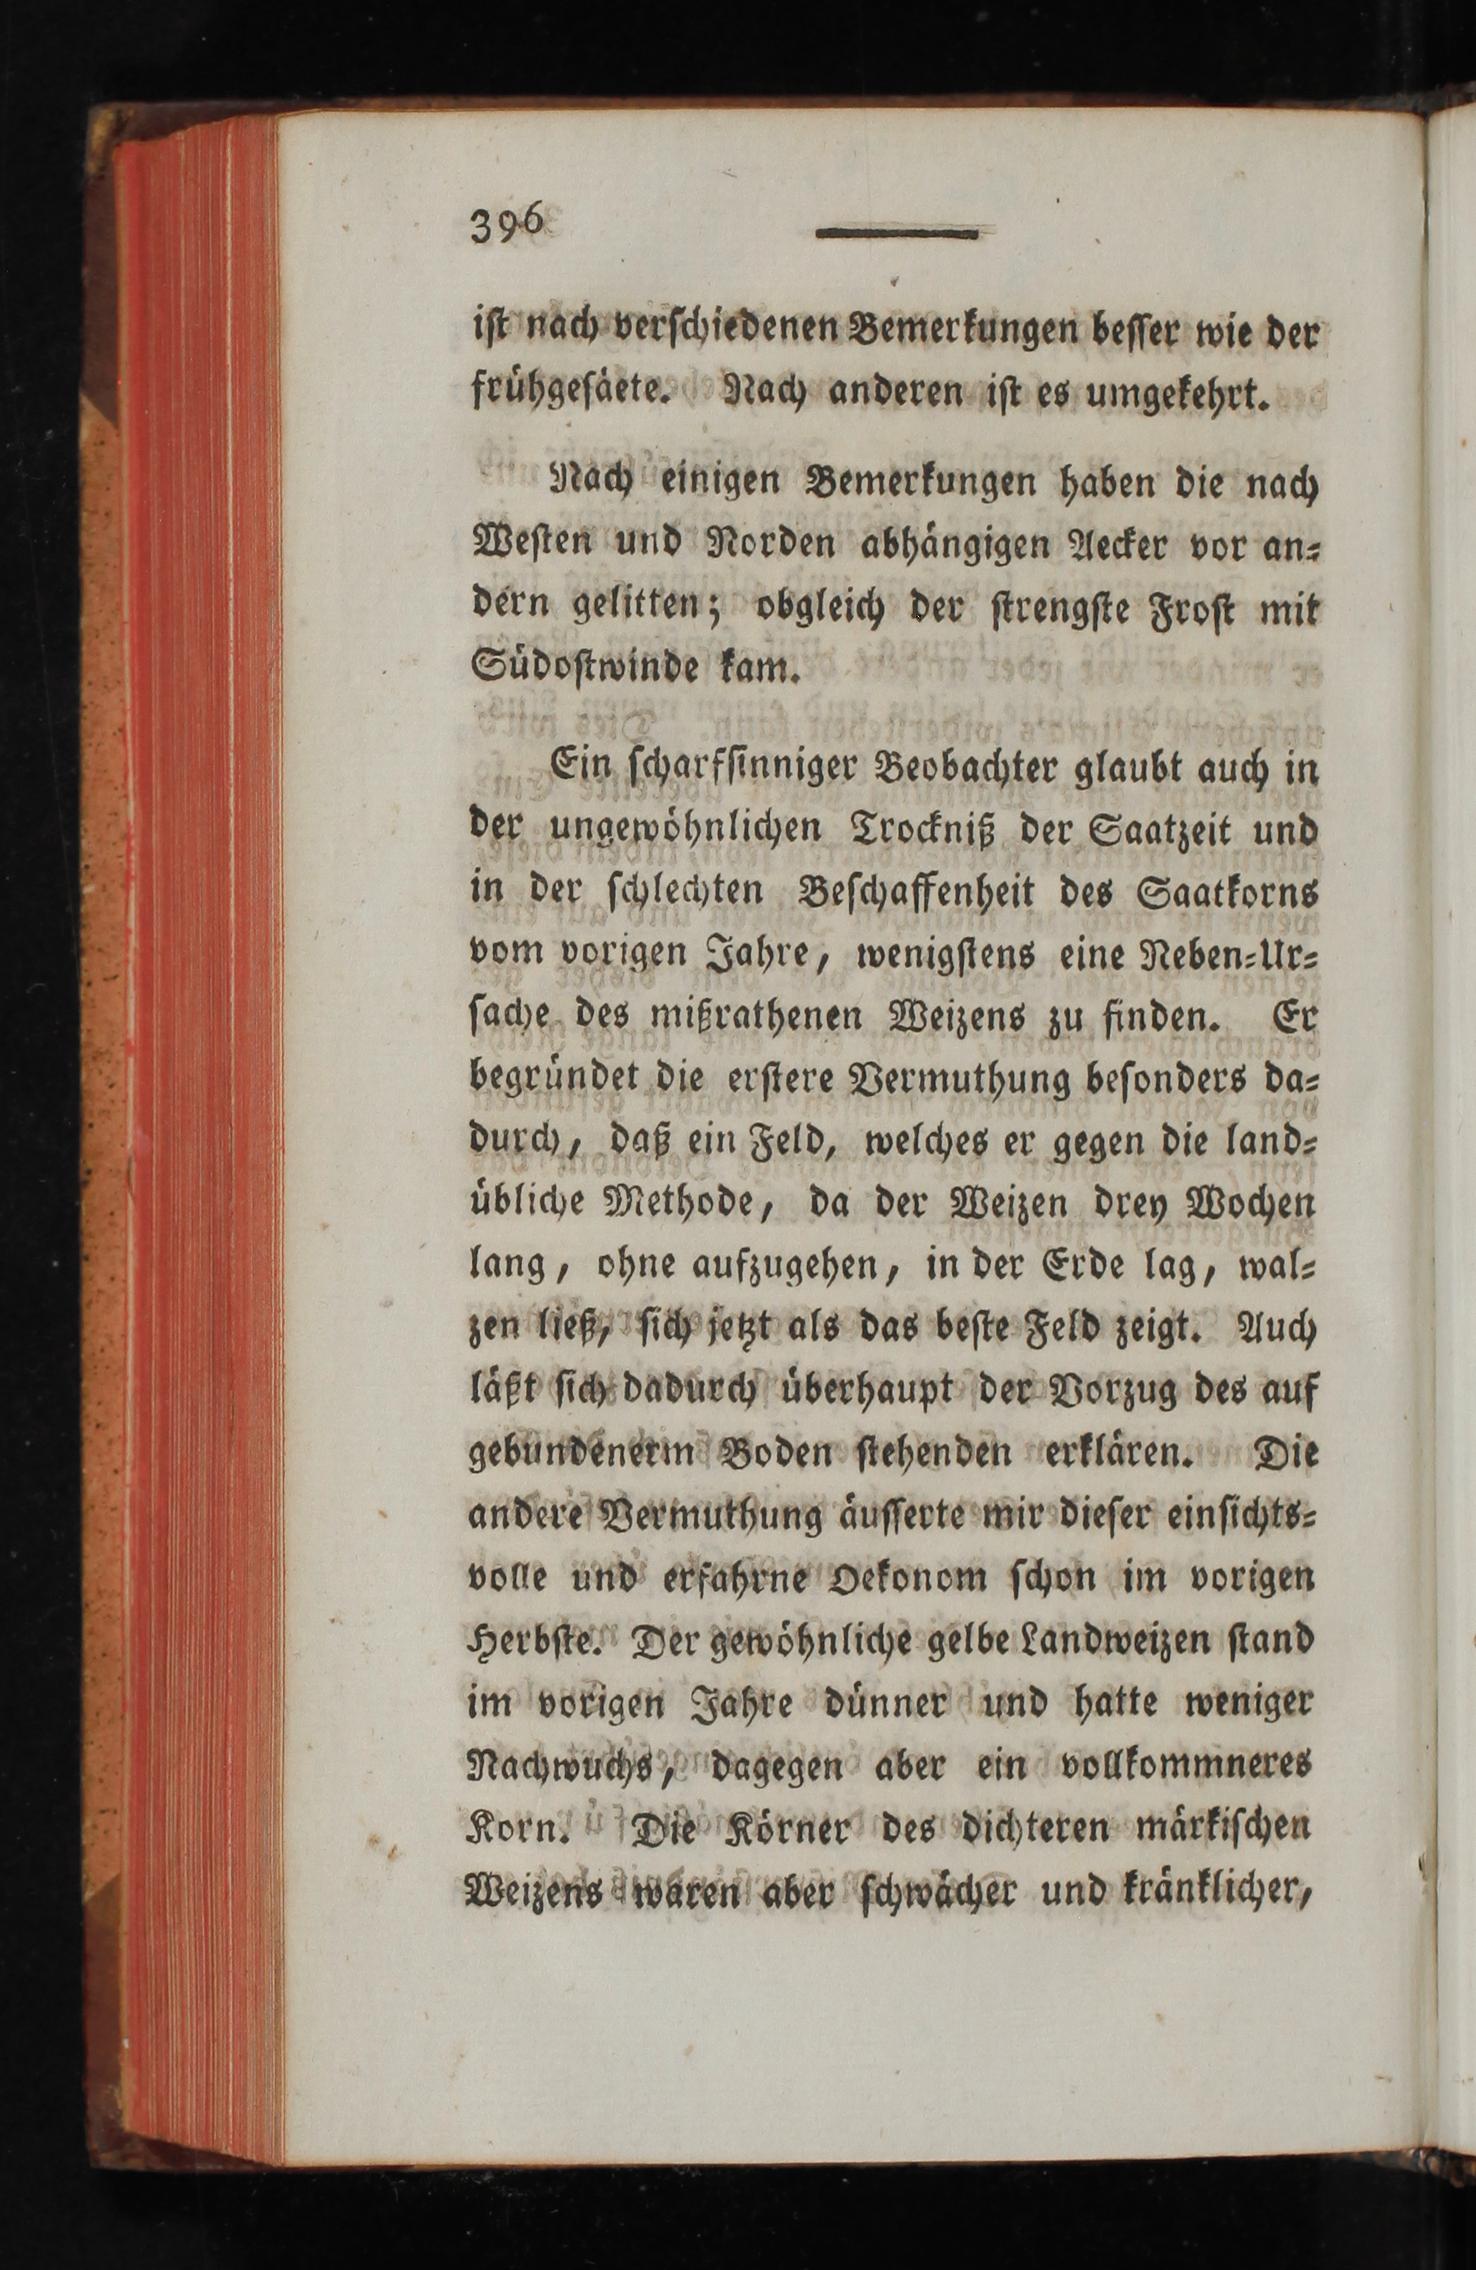 396
ist nach verschiedenen Bemerkungen besser wie der
frühgesäete. Nach anderen ist es umgekehrt.
Nach einigen Bemerkungen haben die nach
Westen und Norden abhängigen Aecker vor an-
dern gelitten; obgleich der strengste Frost mit
Südostwinde kam.
Ein scharfsinniger Beobachter glaubt auch in
der ungewöhnlichen Trockniß der Saatzeit und
in der schlechten Beschaffenheit des Saatkorns
vom vorigen Jahre, wenigstens eine Neben-Ur-
sache des mißrathenen Weizens zu finden. Er
begründet die erstere Vermuthung besonders da-
durch, daß ein Feld, welches er gegen die land-
übliche Methode, da der Weizen drey Wochen
lang, ohne aufzugehen, in der Erde lag, wal-
zen ließ, sich jetzt als das beste Feld zeigt. Auch
läßt sich dadurch überhaupt der Vorzug des auf
gebundenerm Boden stehenden erklären. Die
andere Vermuthung äusserte mir dieser einsichts-
volle und erfahrne Oekonom schon im vorigen
Herbste. Der gewöhnliche gelbe Landweizen stand
im vorigen Jahre dünner und hatte weniger
Nachwuchs, dagegen aber ein vollkommneres
Korn. Die Körner des dichteren märkischen
Weizens waren aber schwächer und kränklicher,